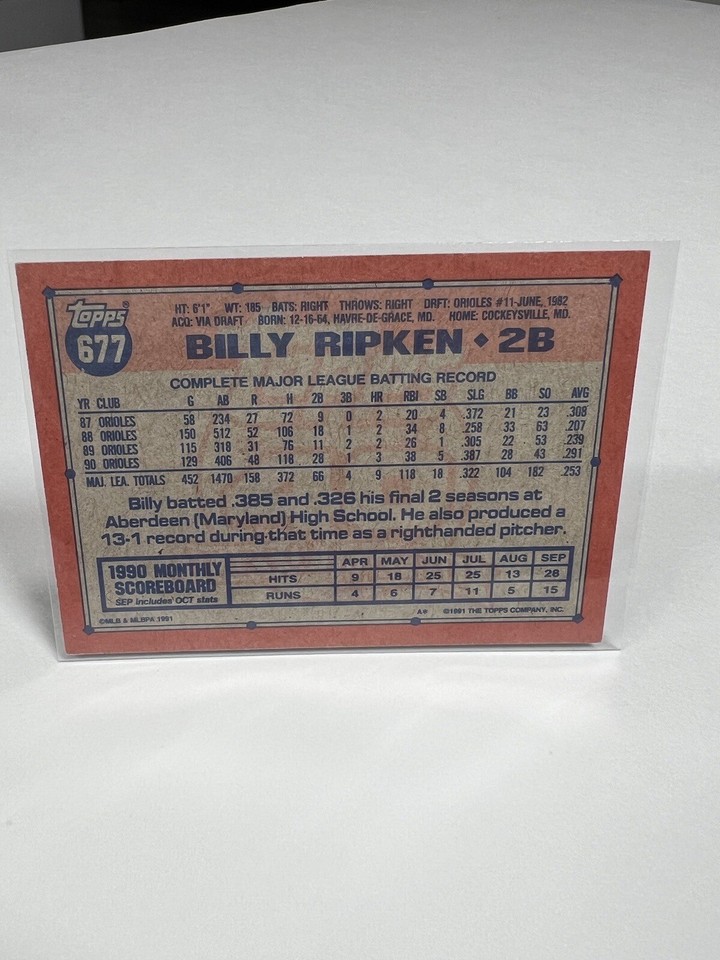 Topps®
677
HT: 6'1" WT: 185 BATS: RIGHT THROWS: RIGHT DRFT: ORIOLES #11-JUNE, 1982
ACQ: VIA DRAFT BORN: 12-16-64, HAVRE-DE-GRACE, MD. HOME: COCKEYSVILLE, MD.
BILLY RIPKEN • 2B
COMPLETE MAJOR LEAGUE BATTING RECORD
YR CLUB G AB R H 2B 3B HR RBI SB SLG BB SO AVG
87 ORIOLES 58 234 27 72 9 0 2 20 4 .372 21 23 .308
88 ORIOLES 150 512 52 106 18 1 2 34 8 .258 33 63 .207
89 ORIOLES 115 318 31 76 11 2 2 26 1 .305 22 53 .239
90 ORIOLES 129 406 48 118 28 1 3 38 5 .387 28 43 .291
MAJ. LEA. TOTALS 452 1470 158 372 66 4 9 118 18 .322 104 182 .253
Billy batted .385 and .326 his final 2 seasons at
Aberdeen (Maryland) High School. He also produced a
13-1 record during that time as a righthanded pitcher.
1990 MONTHLY
SCOREBOARD
SEP includes OCT stats
APR MAY JUN JUL AUG SEP
HITS 9 18 25 25 13 28
RUNS 4 6 7 11 5 15
©MLB & MLBPA 1991 A* ©1991 THE TOPPS COMPANY, INC.